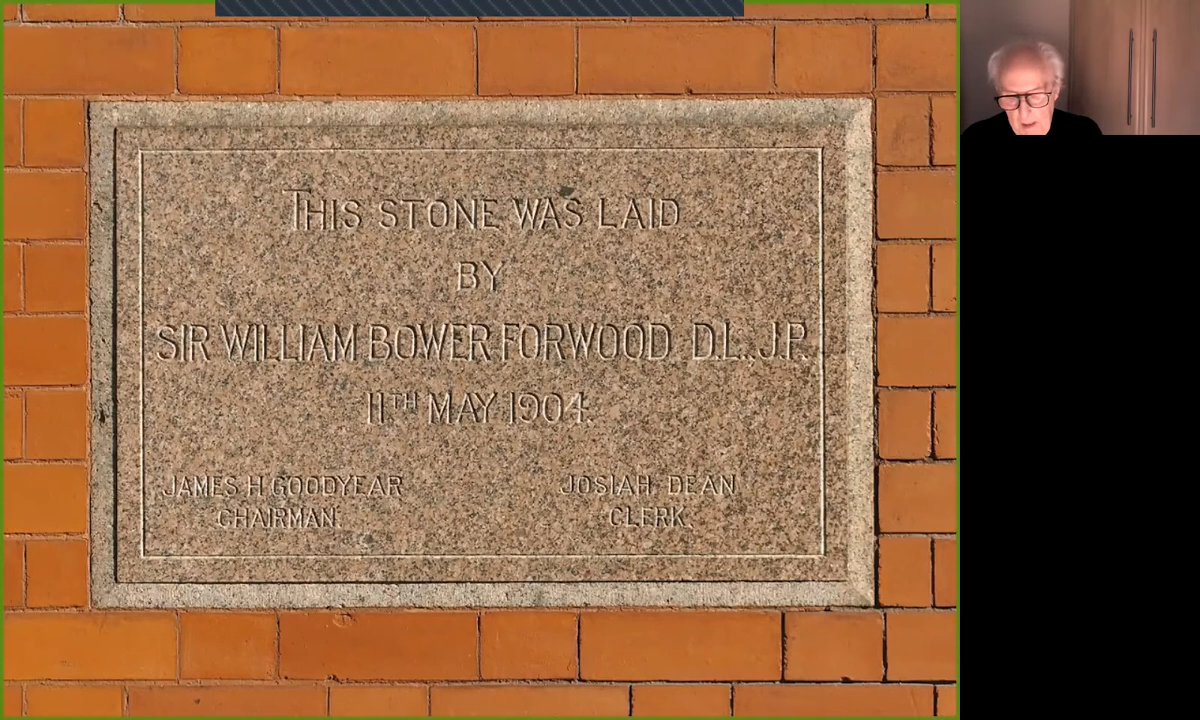 THIS STONE WAS LAID
BY
SIR WILLIAM BOWER FORWOOD D.L. J.P.
11TH MAY 1904.
JAMES H GOODYEAR
CHAIRMAN.
JOSIAH DEAN
CLERK.